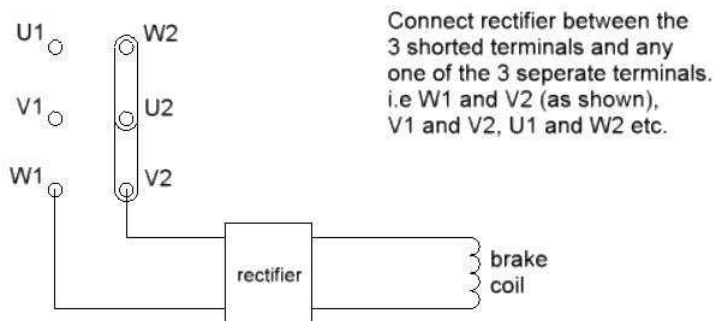 U1
W2
Connect rectifier between the
3 shorted terminals and any
one of the 3 seperate terminals.
i.e W1 and V2 (as shown),
V1 and V2, U1 and W2 etc.
V1
U2
W1
V2
rectifier
brake
coil